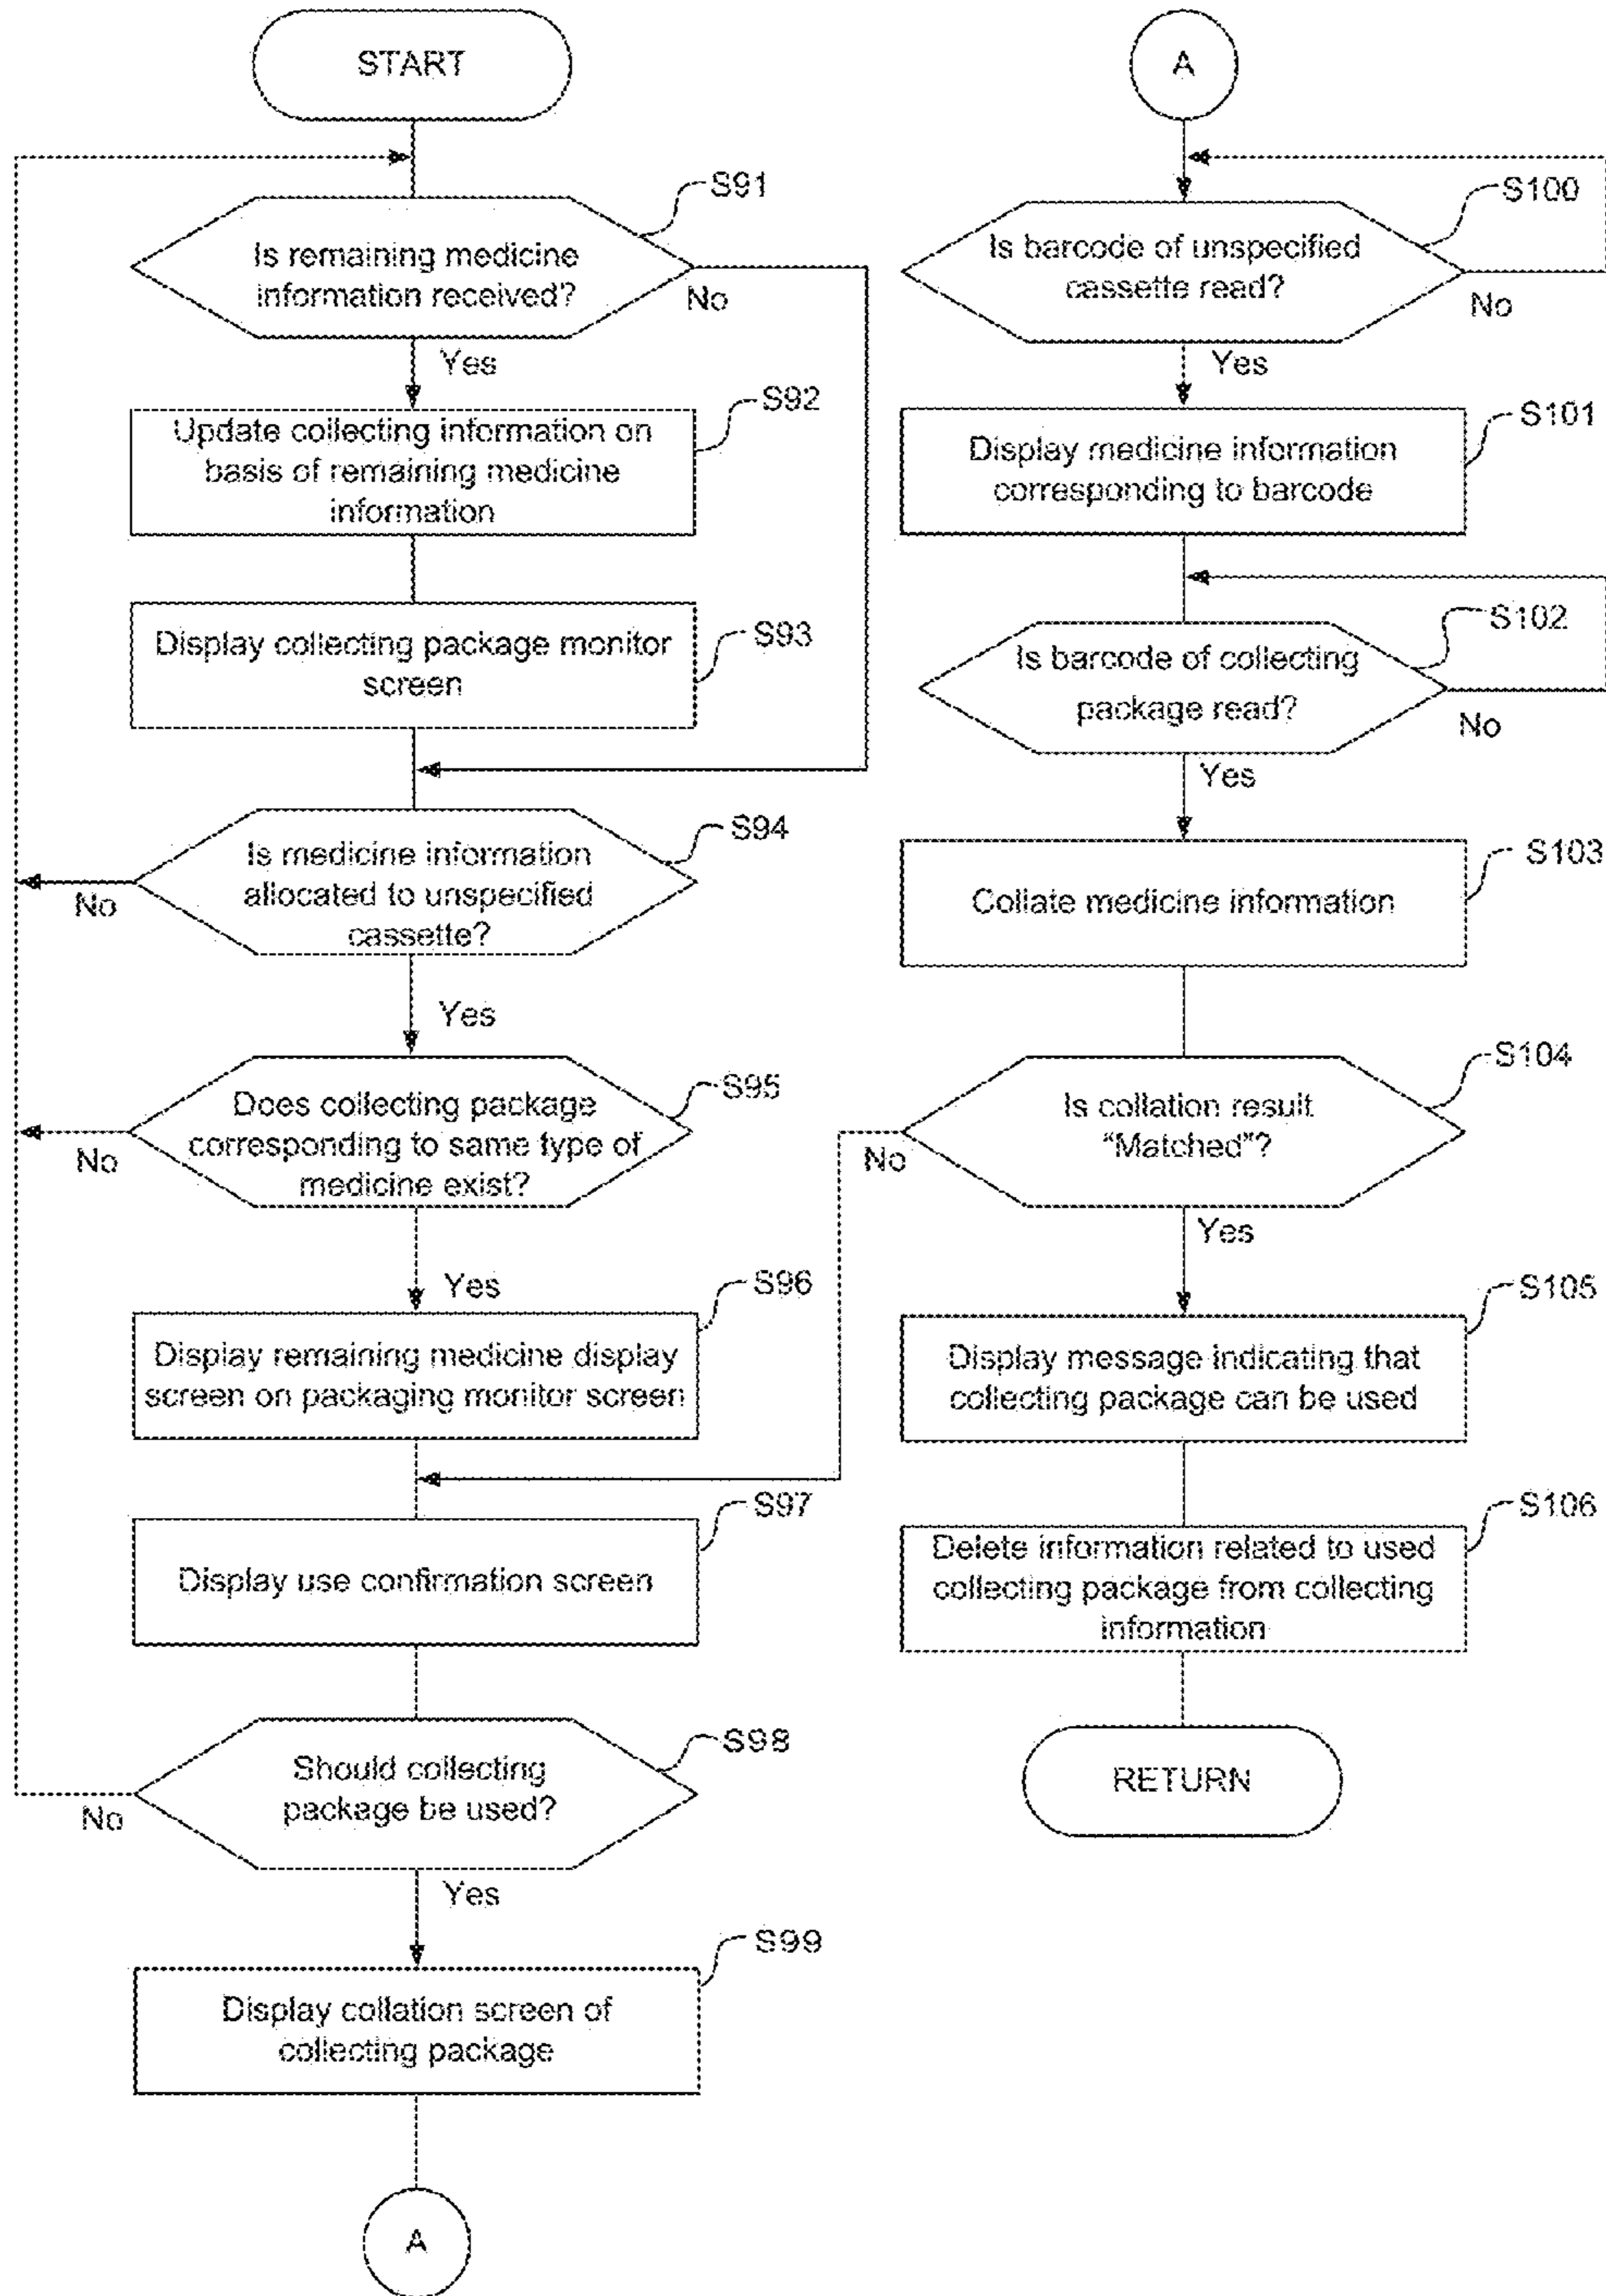 START
S91
Is remaining medicine
information received?
No
Yes
S92
Update collecting information on
basis of remaining medicine
information
S93
Display collecting package monitor
screen
S94
Is medicine information
allocated to unspecified
cassette?
No
Yes
S95
Does collecting package
corresponding to same type of
medicine exist?
No
Yes
S96
Display remaining medicine display
screen on packaging monitor screen
S97
Display use confirmation screen
S98
Should collecting
package be used?
No
Yes
S99
Display collation screen of
collecting package
A
A
S100
Is barcode of unspecified
cassette read?
No
Yes
S101
Display medicine information
corresponding to barcode
S102
Is barcode of collecting
package read?
No
Yes
S103
Collate medicine information
S104
Is collation result
"Matched"?
No
Yes
S105
Display message indicating that
collecting package can be used
S106
Delete information related to used
collecting package from collecting
information
RETURN